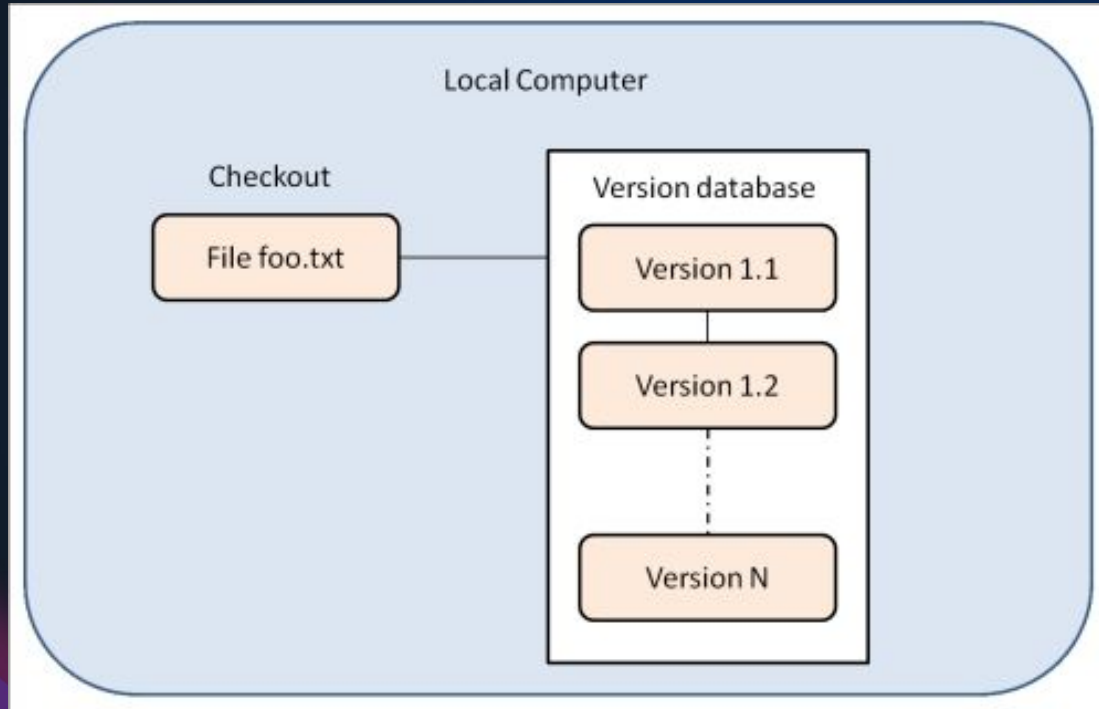 Local Computer
Checkout
File foo.txt
Version database
Version 1.1
Version 1.2
Version N